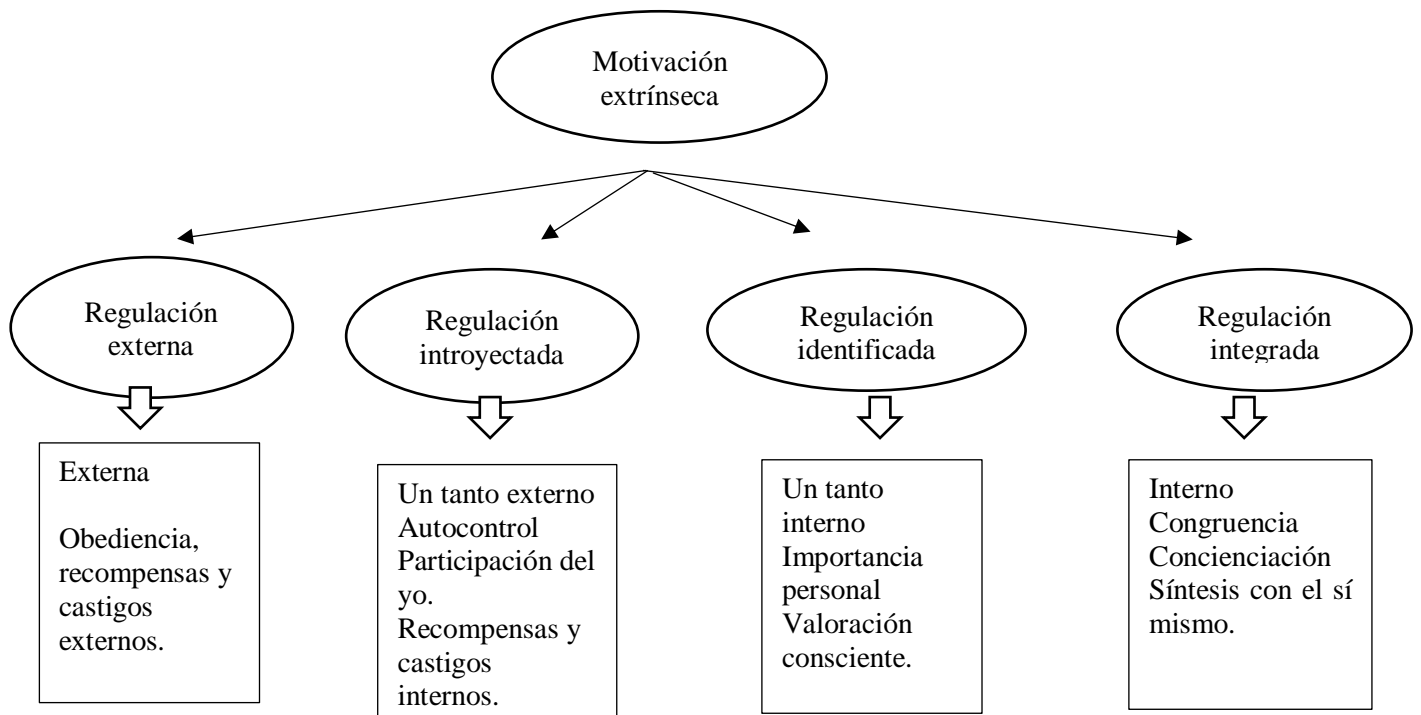 Motivación
extrínseca
Regulación
externa
Regulación
introyectada
Regulación
identificada
Regulación
integrada
Externa
Obediencia,
recompensas y
castigos
externos.
Un tanto externo
Autocontrol
Participación del
yo.
Recompensas y
castigos
internos.
Un tanto
interno
Importancia
personal
Valoración
consciente.
Interno
Congruencia
Concienciación
Síntesis con el sí
mismo.